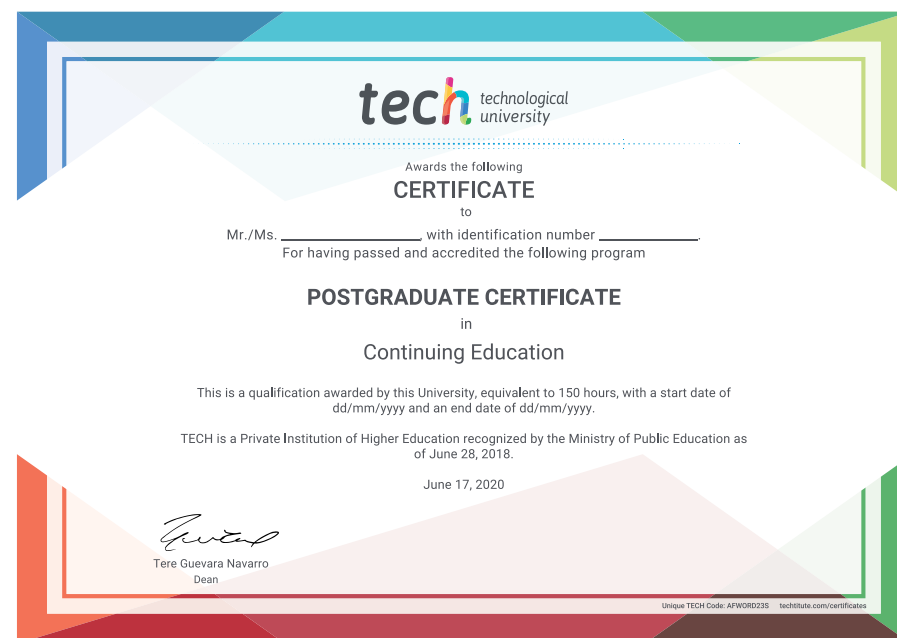 tech technological
university
Awards the following
CERTIFICATE
to
Mr./Ms. ____________________, with identification number ______________.
For having passed and accredited the following program
POSTGRADUATE CERTIFICATE
in
Continuing Education
This is a qualification awarded by this University, equivalent to 150 hours, with a start date of
dd/mm/yyyy and an end date of dd/mm/yyyy.
TECH is a Private Institution of Higher Education recognized by the Ministry of Public Education as
of June 28, 2018.
June 17, 2020
Tere Guevara Navarro
Dean
Unique TECH Code: AFWORD23S techtitute.com/certificates